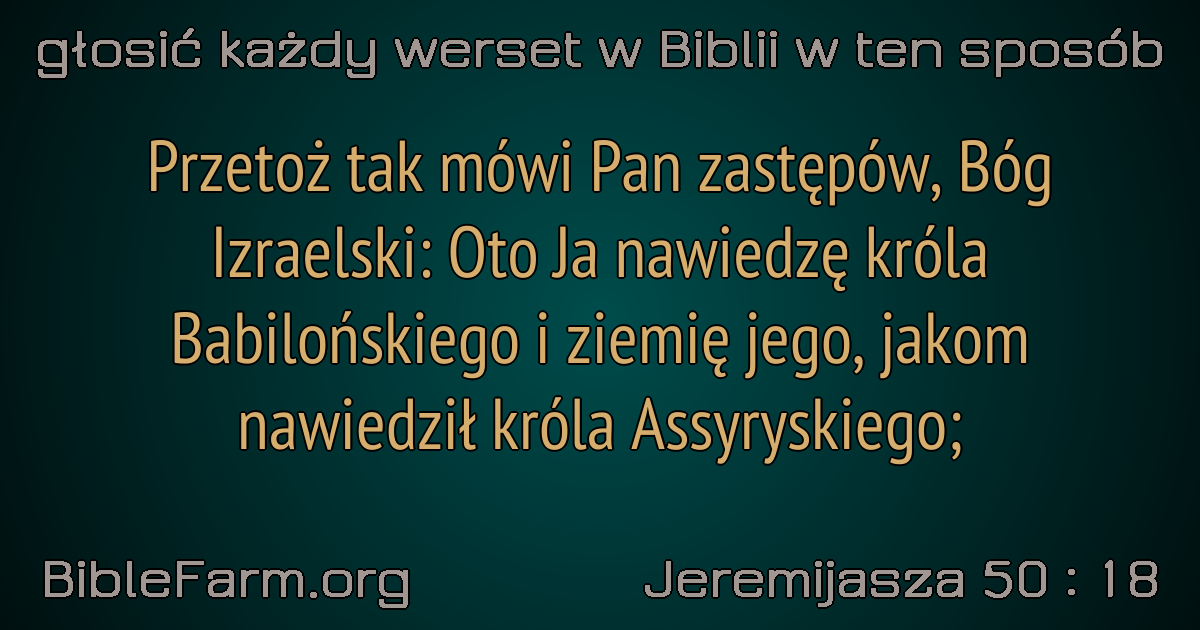 głosić każdy werset w Biblii w ten sposób
Przetoż tak mówi Pan zastępów, Bóg
Izraelski: Oto Ja nawiedzę króla
Babilońskiego i ziemię jego, jakom
nawiedził króla Assyryskiego;
BibleFarm.org
Jeremijasza 50 : 18